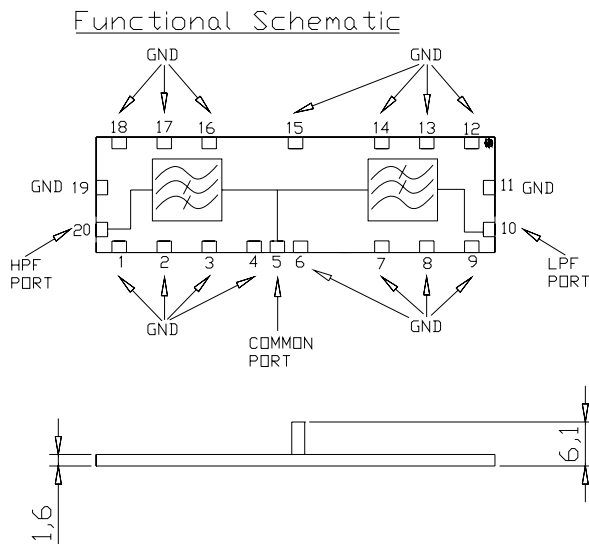 Functional Schematic
GND GND
18 17 16 15 14 13 12
GND 19 11 GND
20 10
HPF
PORT
LPF
PORT
1 2 3 4 5 6 7 8 9
GND GND
COMMON
PORT
1,6
6,1